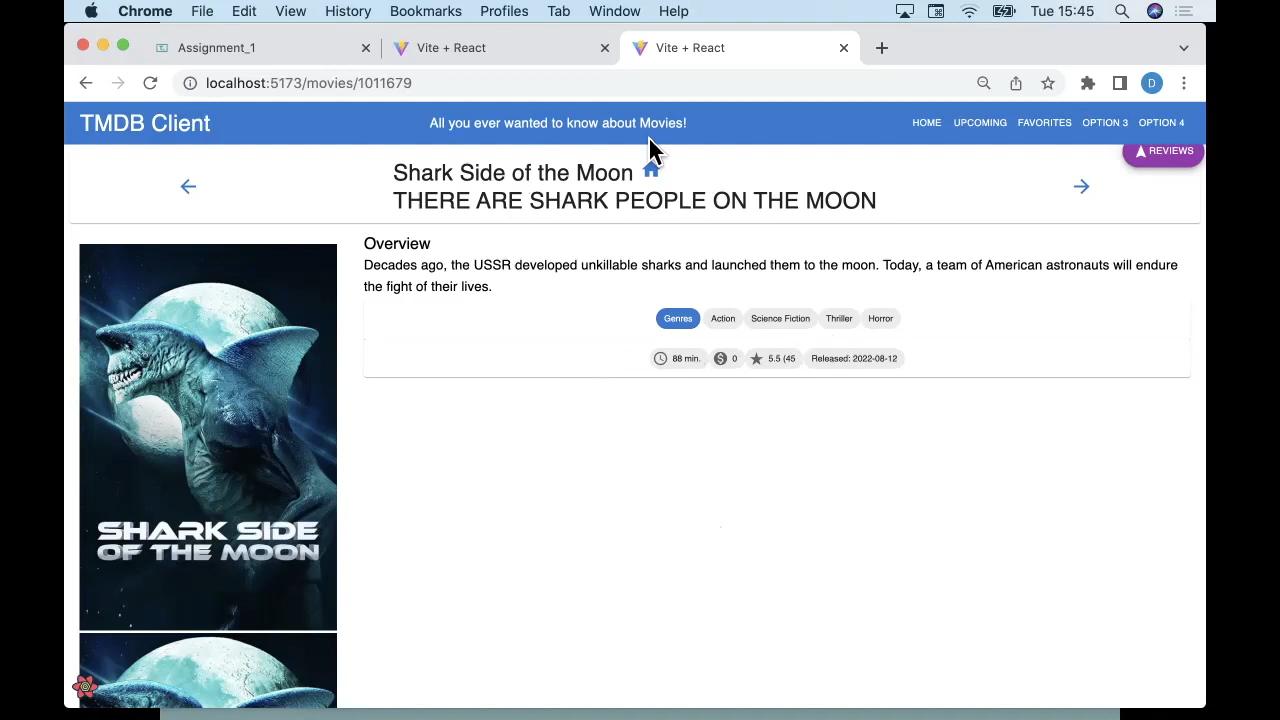 Chrome File Edit View History Bookmarks Profiles Tab Window Help Tue 15:45
Assignment_1 Vite + React Vite + React
localhost:5173/movies/1011679 D
TMDB Client All you ever wanted to know about Movies! HOME UPCOMING FAVORITES OPTION 3 OPTION 4
REVIEWS
Shark Side of the Moon
THERE ARE SHARK PEOPLE ON THE MOON
Overview
Decades ago, the USSR developed unkillable sharks and launched them to the moon. Today, a team of American astronauts will endure
the fight of their lives.
Genres Action Science Fiction Thriller Horror
88 min. 0 5.5 (45 Released: 2022-08-12
SHARK SIDE
OF THE MOON